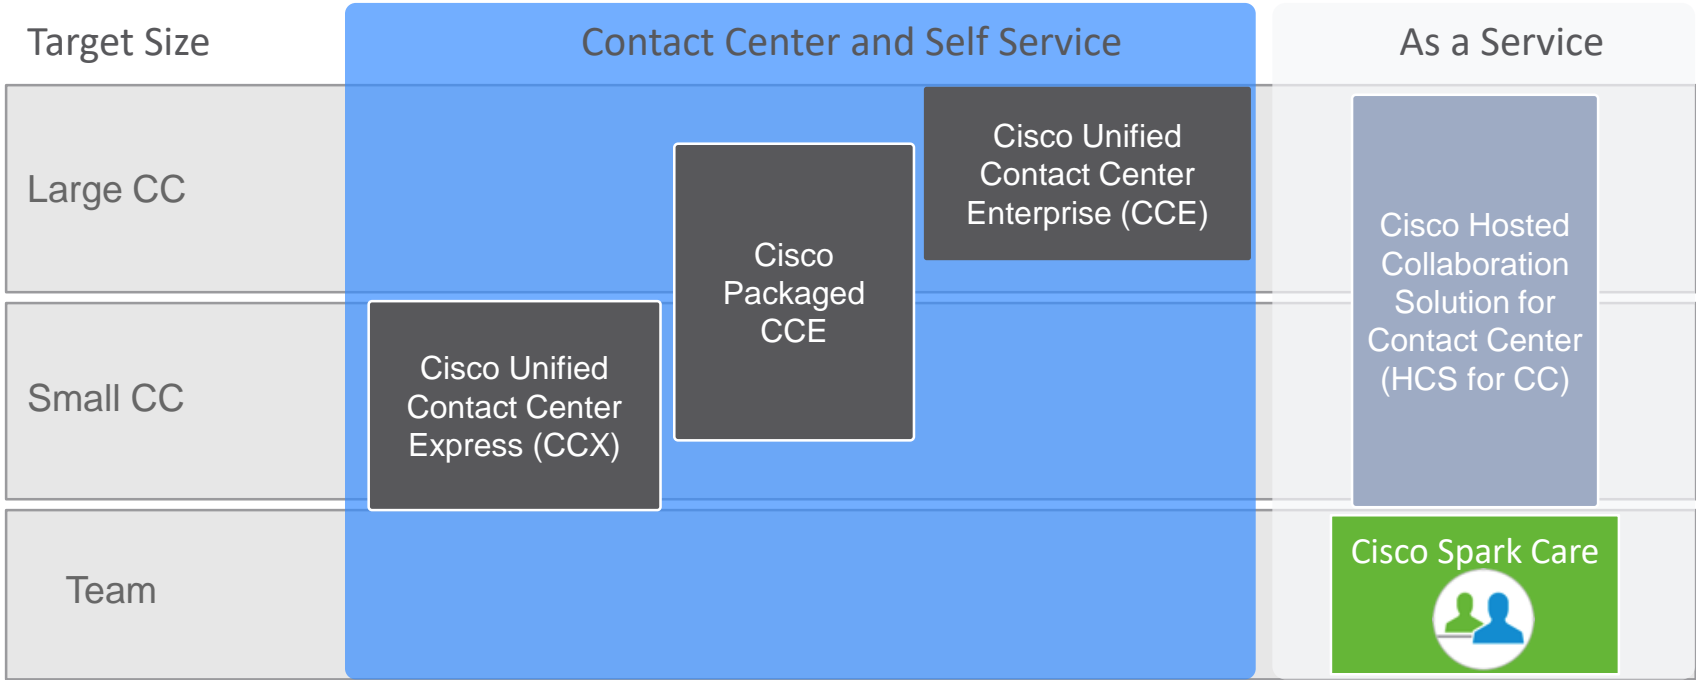 Target Size
Contact Center and Self Service
As a Service
Large CC
Small CC
Team
Cisco Unified
Contact Center
Express (CCX)
Cisco
Packaged
CCE
Cisco Unified
Contact Center
Enterprise (CCE)
Cisco Hosted
Collaboration
Solution for
Contact Center
(HCS for CC)
Cisco Spark Care